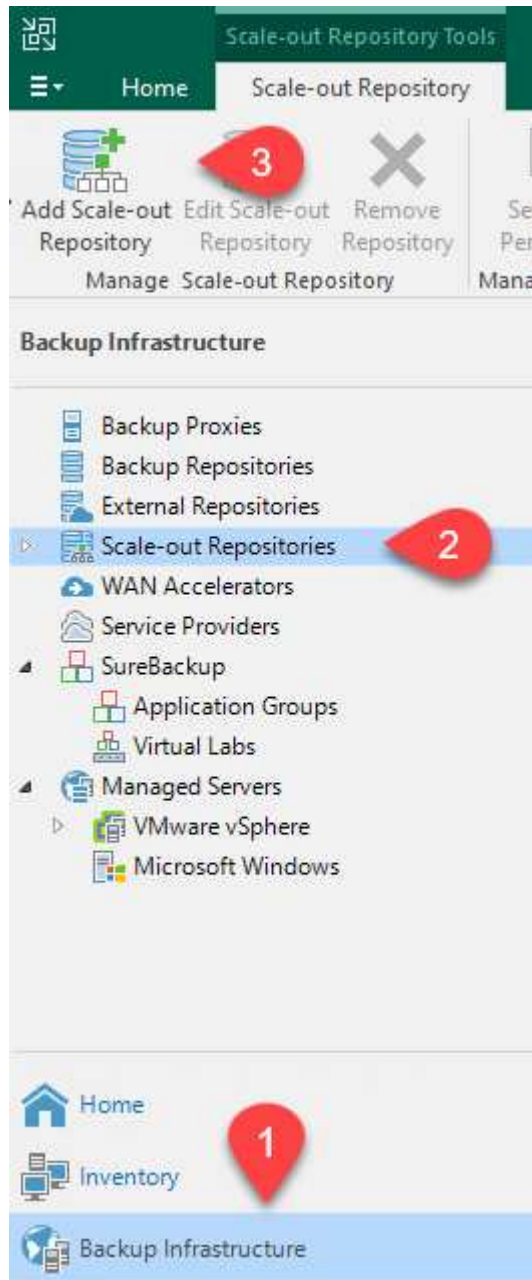 Scale-out Repository Tools
Home Scale-out Repository
3
Add Scale-out Edit Scale-out Remove
Repository Repository Repository
Manage Scale-out Repository
Backup Infrastructure
Backup Proxies
Backup Repositories
External Repositories
Scale-out Repositories 2
WAN Accelerators
Service Providers
SureBackup
Application Groups
Virtual Labs
Managed Servers
VMware vSphere
Microsoft Windows
Home
1
Inventory
Backup Infrastructure